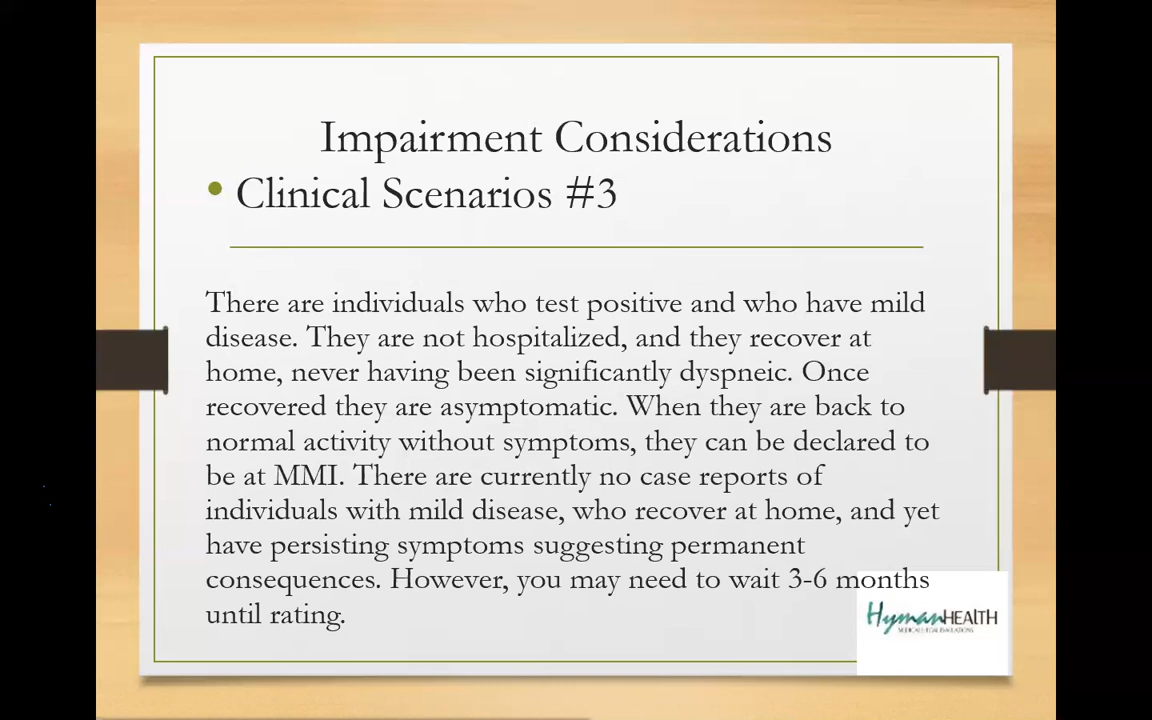 Impairment Considerations
• Clinical Scenarios #3
There are individuals who test positive and who have mild
disease. They are not hospitalized, and they recover at
home, never having been significantly dyspneic. Once
recovered they are asymptomatic. When they are back to
normal activity without symptoms, they can be declared to
be at MMI. There are currently no case reports of
individuals with mild disease, who recover at home, and yet
have persisting symptoms suggesting permanent
consequences. However, you may need to wait 3-6 months
until rating.
HymanHEALTH